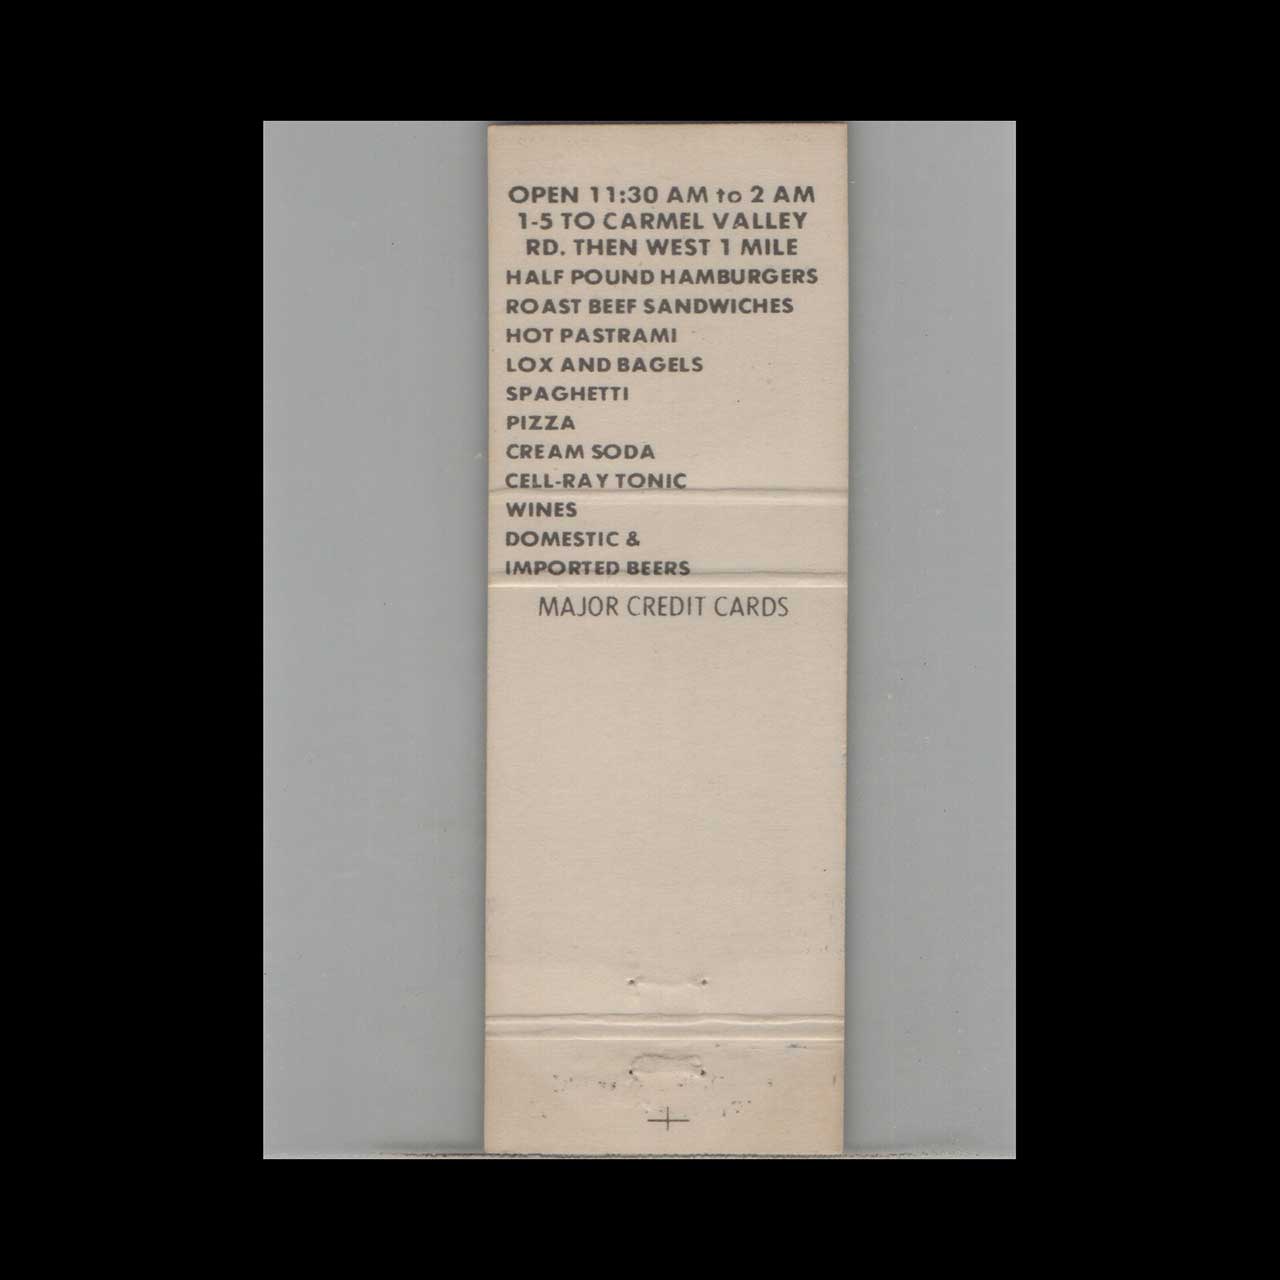 OPEN 11:30 AM to 2 AM
1-5 TO CARMEL VALLEY
RD. THEN WEST 1 MILE
HALF POUND HAMBURGERS
ROAST BEEF SANDWICHES
HOT PASTRAMI
LOX AND BAGELS
SPAGHETTI
PIZZA
CREAM SODA
CELL-RAY TONIC
WINES
DOMESTIC &
IMPORTED BEERS
MAJOR CREDIT CARDS